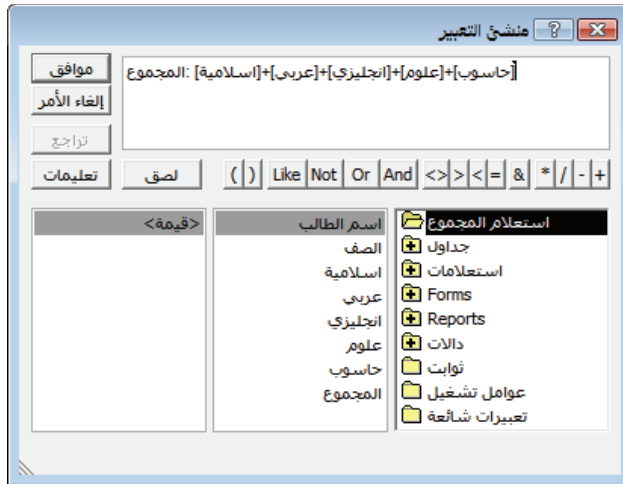 منشئ التعبير
المجموع: [اسلامية]+[عربي]+[انجليزي]+[علوم]+[حاسوب]
موافق
إلغاء الأمر
تراجع
تعليمات
لصق
( ) Like Not Or And <> > < = & * / - +
استعلام المجموع
جداول
استعلامات
Forms
Reports
دالات
ثوابت
عوامل تشغيل
تعبيرات شائعة
اسم الطالب
الصف
اسلامية
عربي
انجليزي
علوم
حاسوب
المجموع
<قيمة>